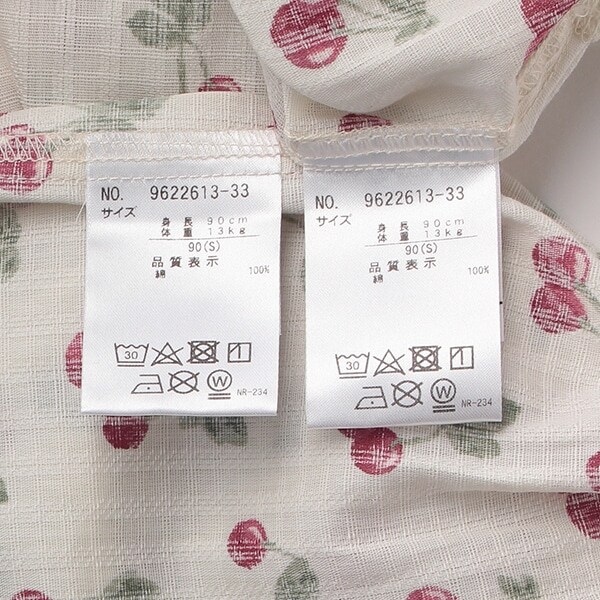 NO. 9622613-33
サイズ
身 長 90cm
体 重 13kg
90(S)
品質表示
綿 100%
30
W
NR-234
NO. 9622613-33
サイズ
身 長 90cm
体 重 13kg
90(S)
品質表示
綿 100%
30
W
NR-234